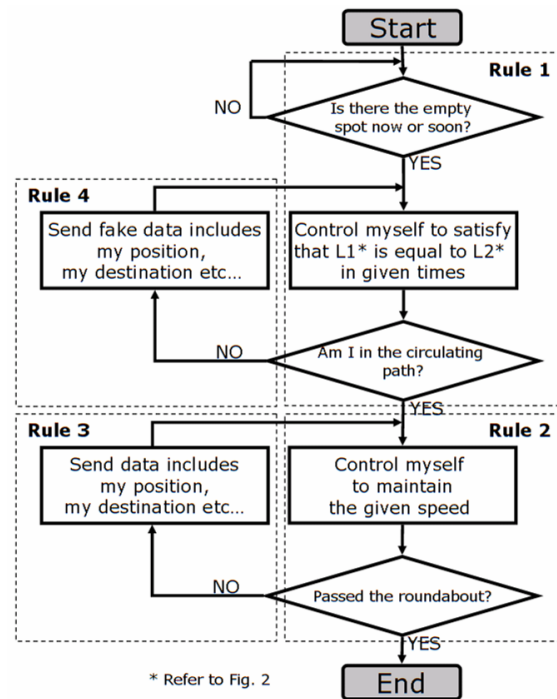 Start
Rule 1
Is there the empty
spot now or soon?
NO
YES
Rule 4
Send fake data includes
my position,
my destination etc...
Control myself to satisfy
that L1* is equal to L2*
in given times
NO
Am I in the circulating
path?
YES
Rule 3
Rule 2
Send data includes
my position,
my destination etc...
Control myself
to maintain
the given speed
NO
Passed the roundabout?
YES
* Refer to Fig. 2
End